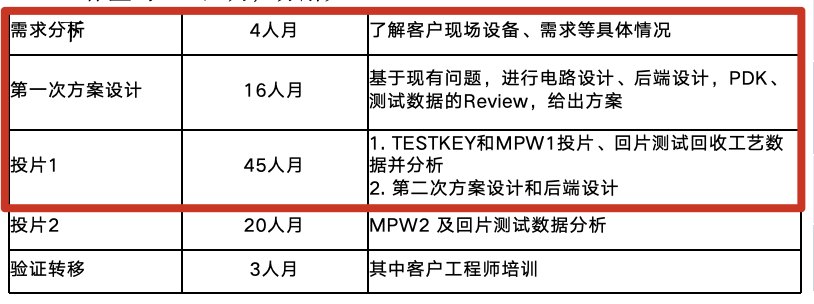 需求分析
4人月
了解客户现场设备、需求等具体情况
第一次方案设计
16人月
基于现有问题，进行电路设计、后端设计，PDK、
测试数据的Review，给出方案
投片1
45人月
1. TESTKEY和MPW1投片、回片测试回收工艺数
据并分析
2. 第二次方案设计和后端设计
投片2
20人月
MPW2 及回片测试数据分析
验证转移
3人月
其中客户工程师培训